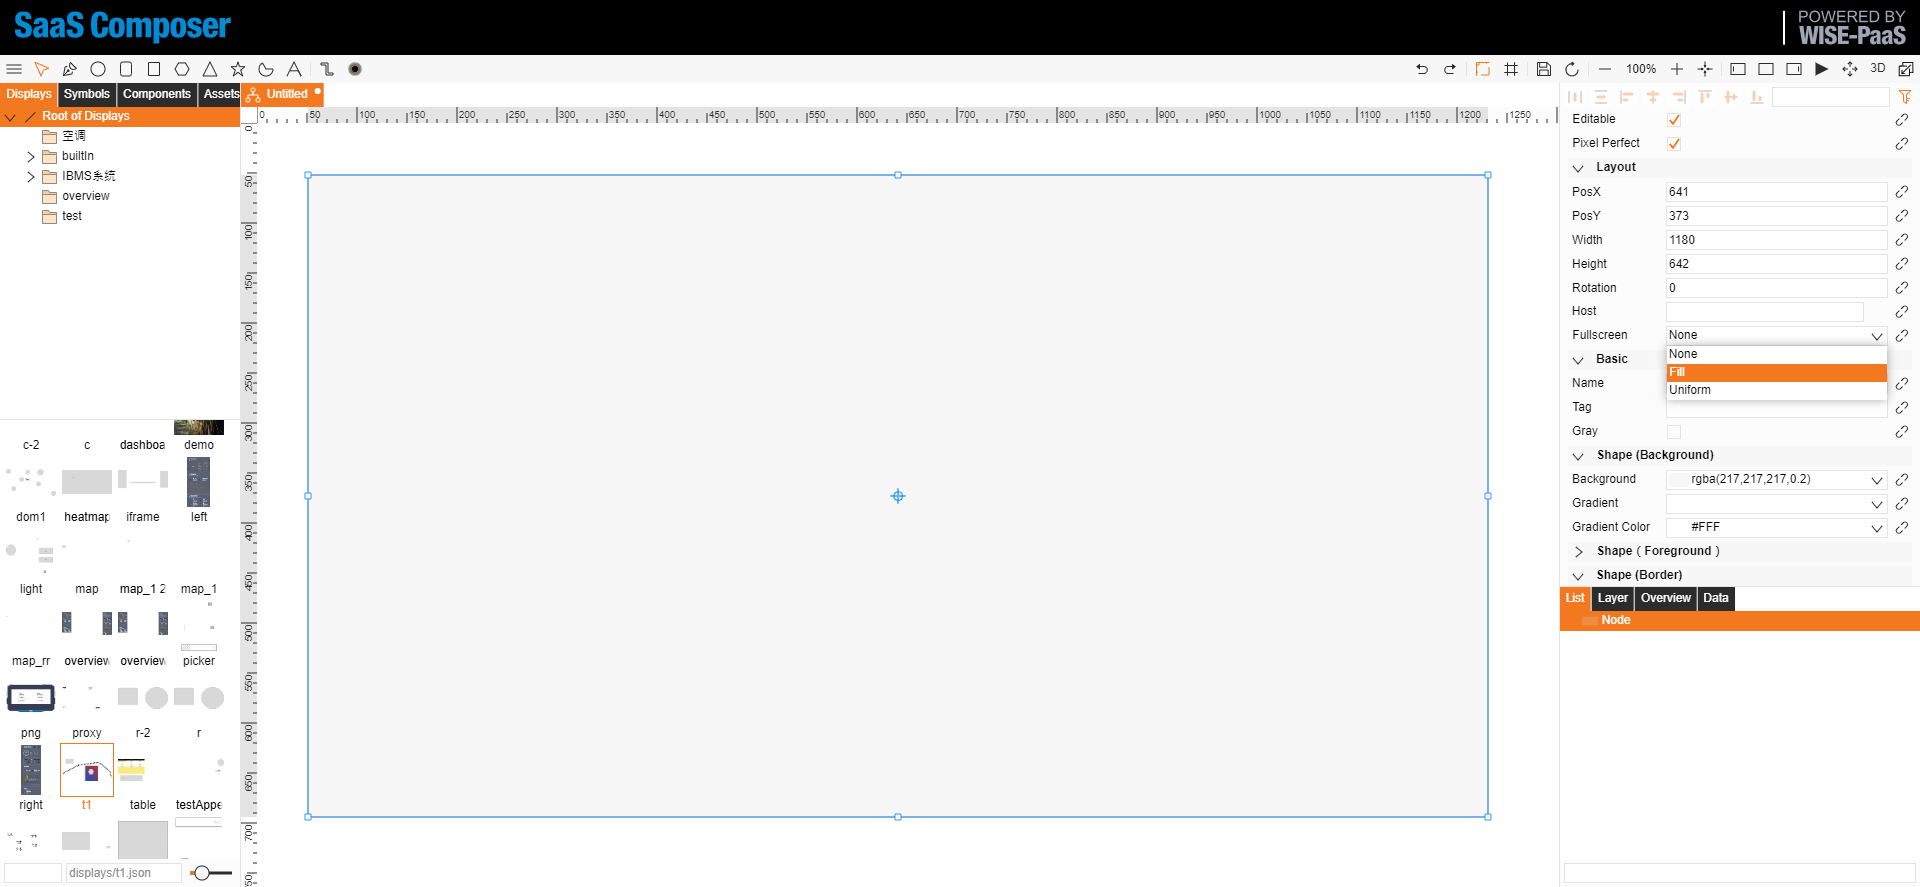 SaaS Composer
POWERED BY
WISE-PaaS
100%
3D
Displays
Symbols
Components
Assets
Untitled
Root of Displays
空调
builtIn
IBMS系统
overview
test
0
50
100
150
200
250
300
350
400
450
500
550
600
650
700
750
800
850
900
950
1000
1050
1100
1150
1200
1250
0
50
100
150
200
250
300
350
400
450
500
550
600
650
700
c-2
c
dashboa
demo
dom1
heatmap
iframe
left
light
map
map_1 2
map_1
map_rr
overview
overview
picker
png
proxy
r-2
r
right
t1
table
testAppe
displays/t1.json
Editable
Pixel Perfect
Layout
PosX 641
PosY 373
Width 1180
Height 642
Rotation 0
Host
Fullscreen None
None
Fill
Uniform
Basic
Name
Tag
Gray
Shape (Background)
Background rgba(217,217,217,0.2)
Gradient
Gradient Color #FFF
Shape ( Foreground )
Shape (Border)
List
Layer
Overview
Data
Node